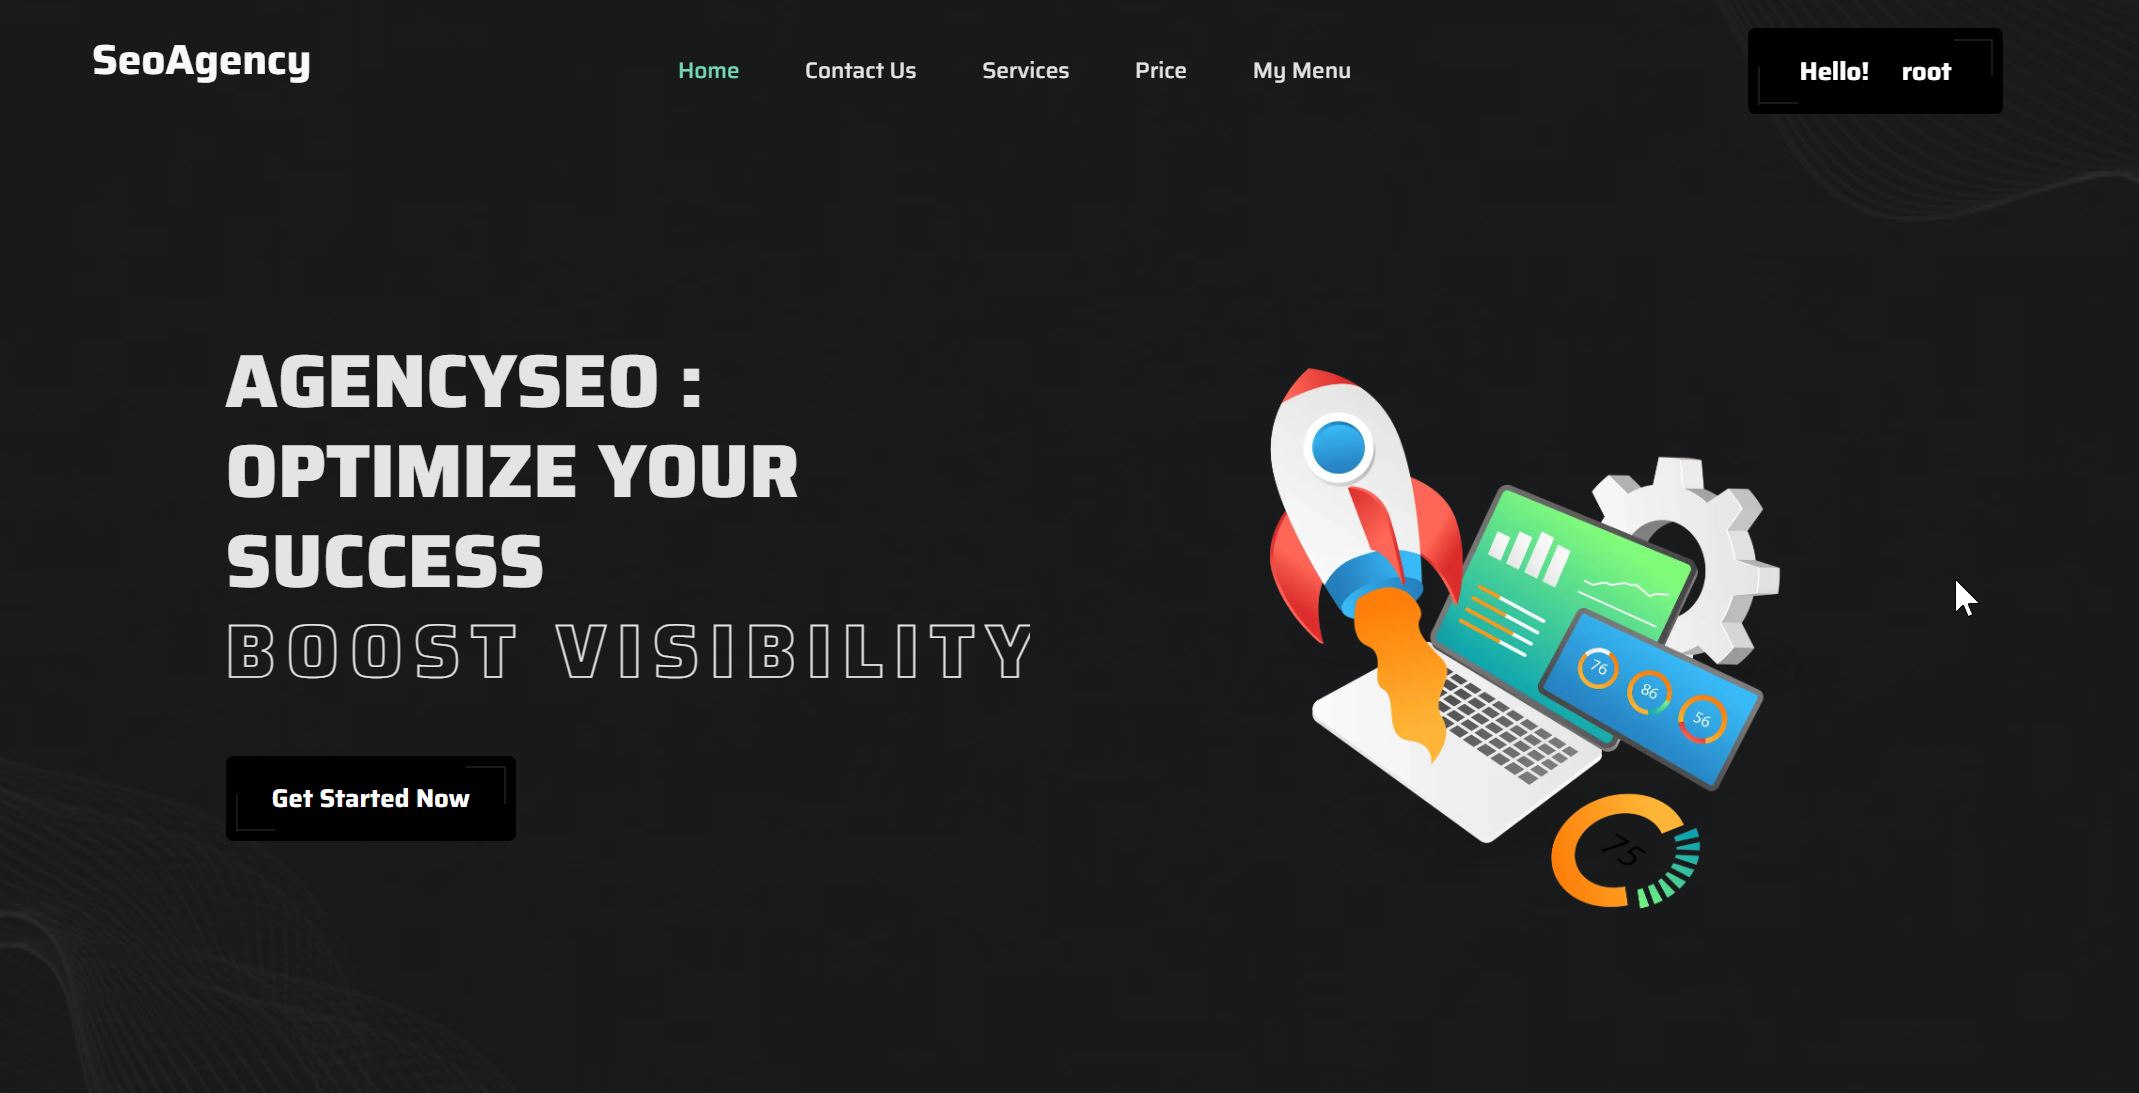 SeoAgency
Home Contact Us Services Price My Menu
Hello! root
AGENCYSEO :
OPTIMIZE YOUR
SUCCESS
BOOST VISIBILITY
Get Started Now
76
86
56
75